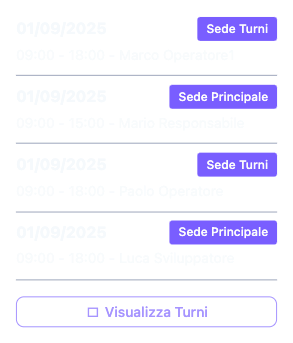 01/09/2025 Sede Turni
09:00 - 18:00 - Marco Operatore1
01/09/2025 Sede Principale
09:00 - 18:00 - Mario Responsabile
01/09/2025 Sede Turni
09:00 - 18:00 - Paolo Operatore
01/09/2025 Sede Principale
09:00 - 18:00 - Luca Sviluppatore
Visualizza Turni